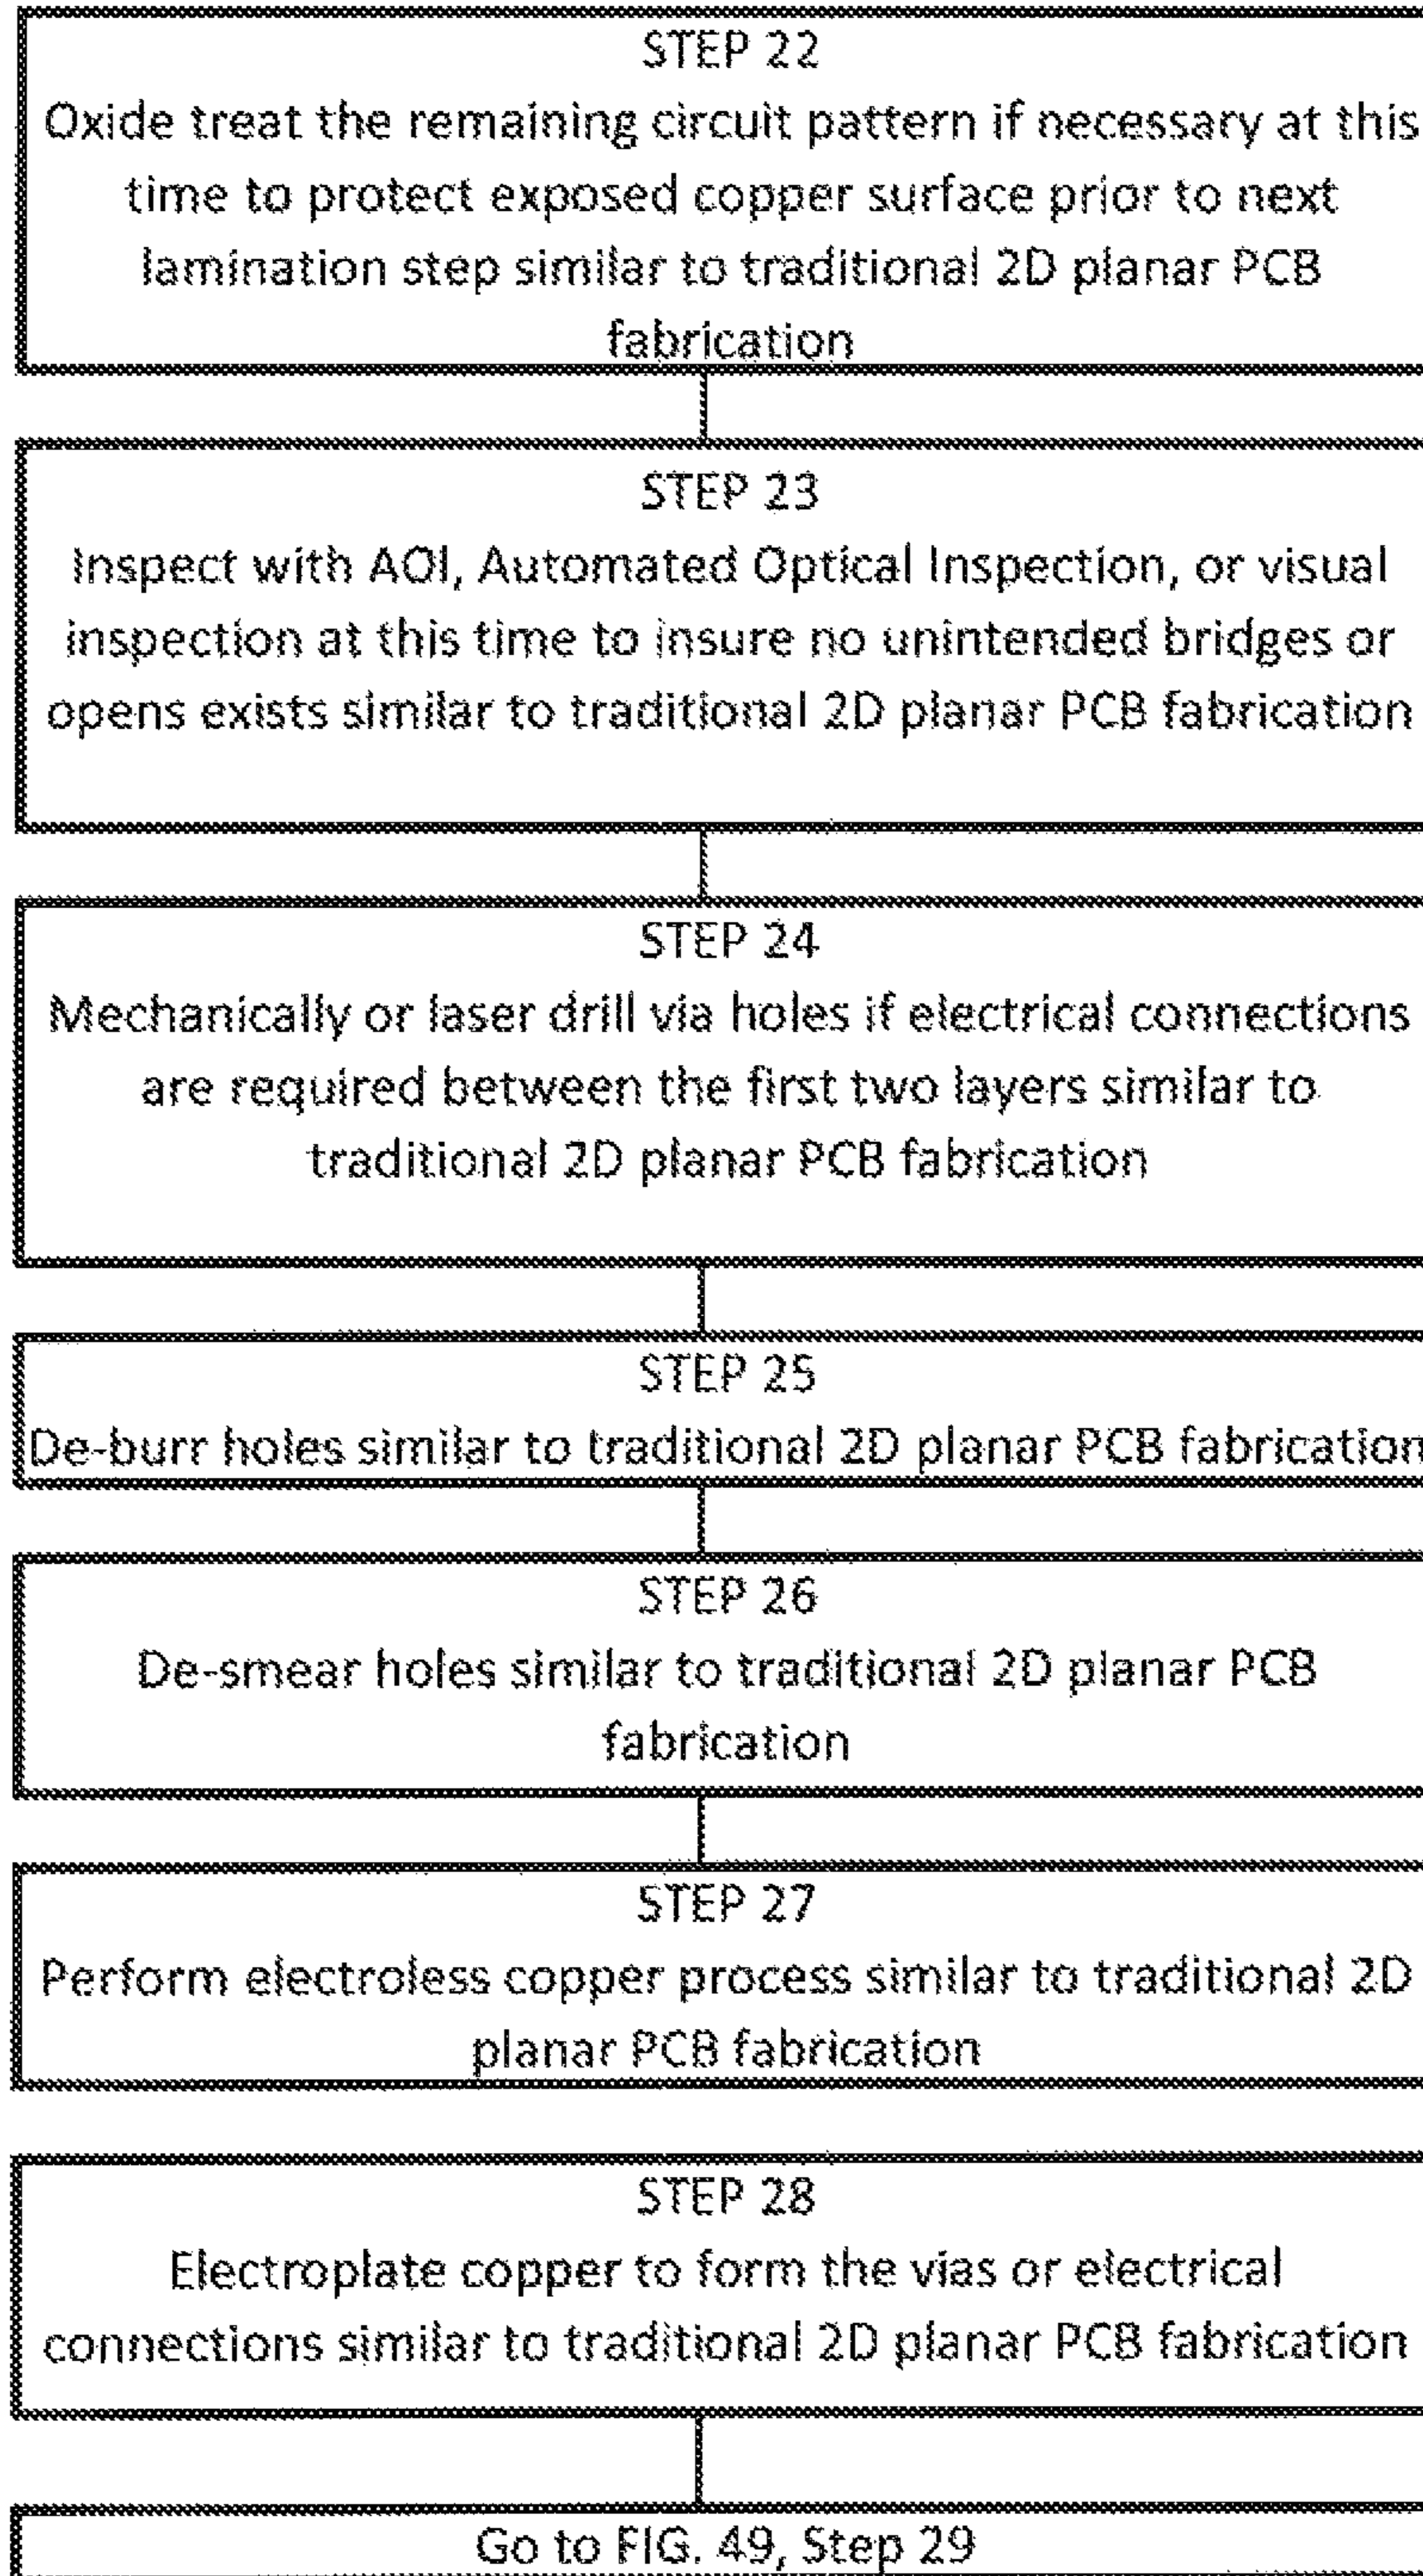 STEP 22
Oxide treat the remaining circuit pattern if necessary at this
time to protect exposed copper surface prior to next
lamination step similar to traditional 2D planar PCB
fabrication
STEP 23
Inspect with AOI, Automated Optical Inspection, or visual
inspection at this time to insure no unintended bridges or
opens exists similar to traditional 2D planar PCB fabrication
STEP 24
Mechanically or laser drill via holes if electrical connections
are required between the first two layers similar to
traditional 2D planar PCB fabrication
STEP 25
De-burr holes similar to traditional 2D planar PCB fabrication
STEP 26
De-smear holes similar to traditional 2D planar PCB
fabrication
STEP 27
Perform electroless copper process similar to traditional 2D
planar PCB fabrication
STEP 28
Electroplate copper to form the vias or electrical
connections similar to traditional 2D planar PCB fabrication
Go to FIG. 49, Step 29